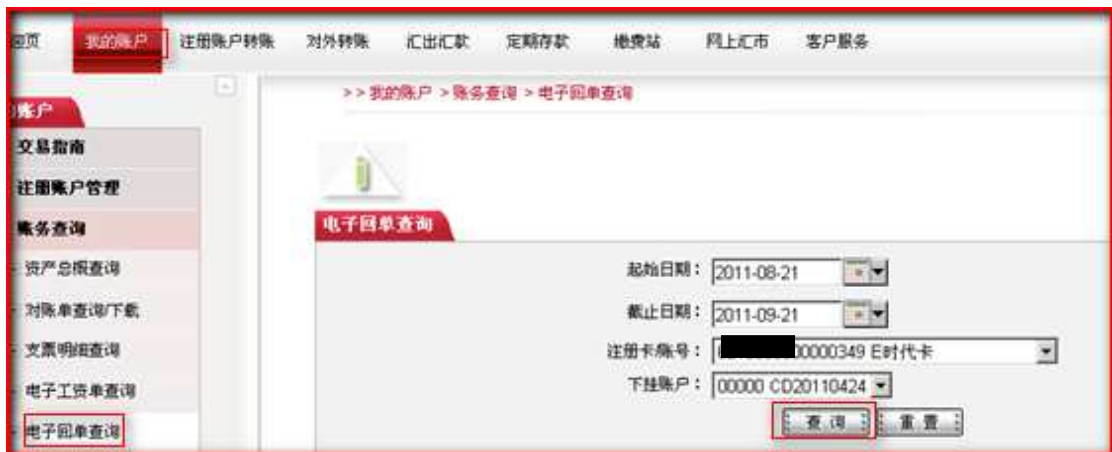 首页 我的账户 注册账户转账 对外转账 汇出汇款 定期存款 缴费站 网上汇市 客户服务
>> 我的账户 > 账务查询 > 电子回单查询
账户
交易指南
注册账户管理
账务查询
资产总概查询
对账单查询/下载
支票明细查询
电子工资单查询
电子回单查询
电子回单查询
起始日期: 2011-08-21
截止日期: 2011-09-21
注册卡/账号: 0000349 E时代卡
下挂账户: 00000 CD20110424
查询 重置